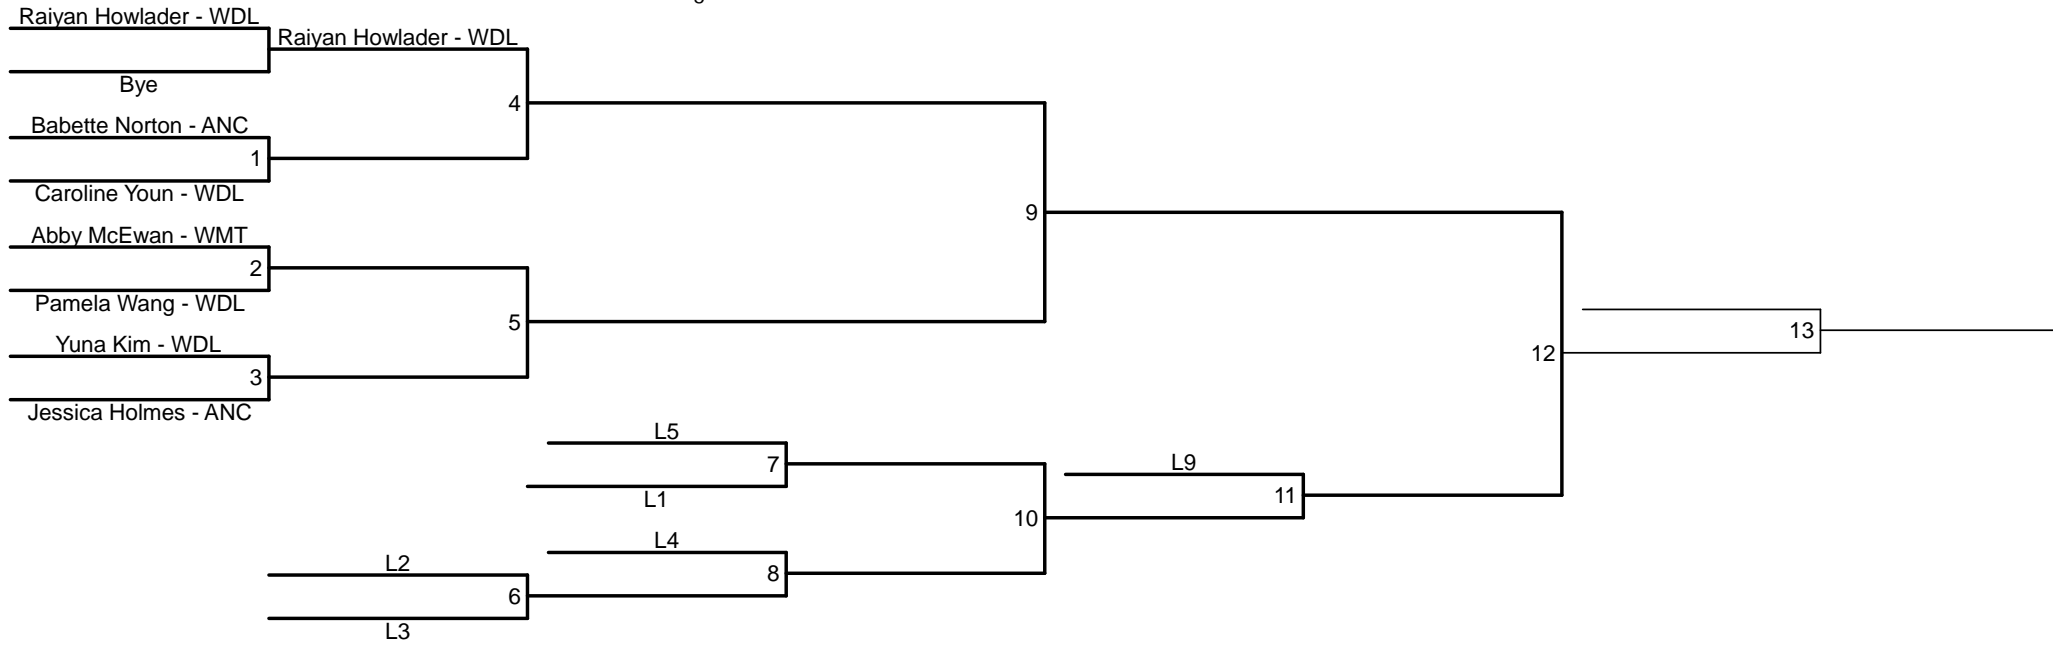 Raiyan Howlader - WDL
Raiyan Howlader - WDL
Bye
4
Babette Norton - ANC
1
Caroline Youn - WDL
9
Abby McEwan - WMT
2
Pamela Wang - WDL
5
13
Yuna Kim - WDL
12
3
Jessica Holmes - ANC
L5
7
L9
L1
11
10
L4
L2
8
6
L3